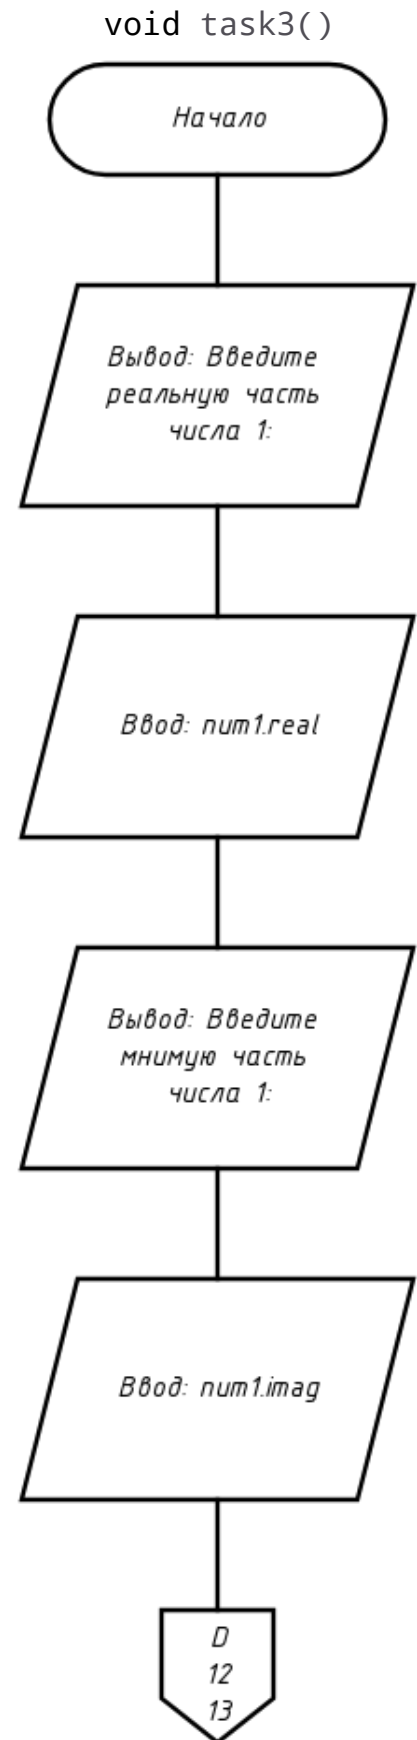 void task3()
Начало
Вывод: Введите
реальную часть
числа 1:
Ввод: num1.real
Вывод: Введите
мнимую часть
числа 1:
Ввод: num1.imag
D
12
13